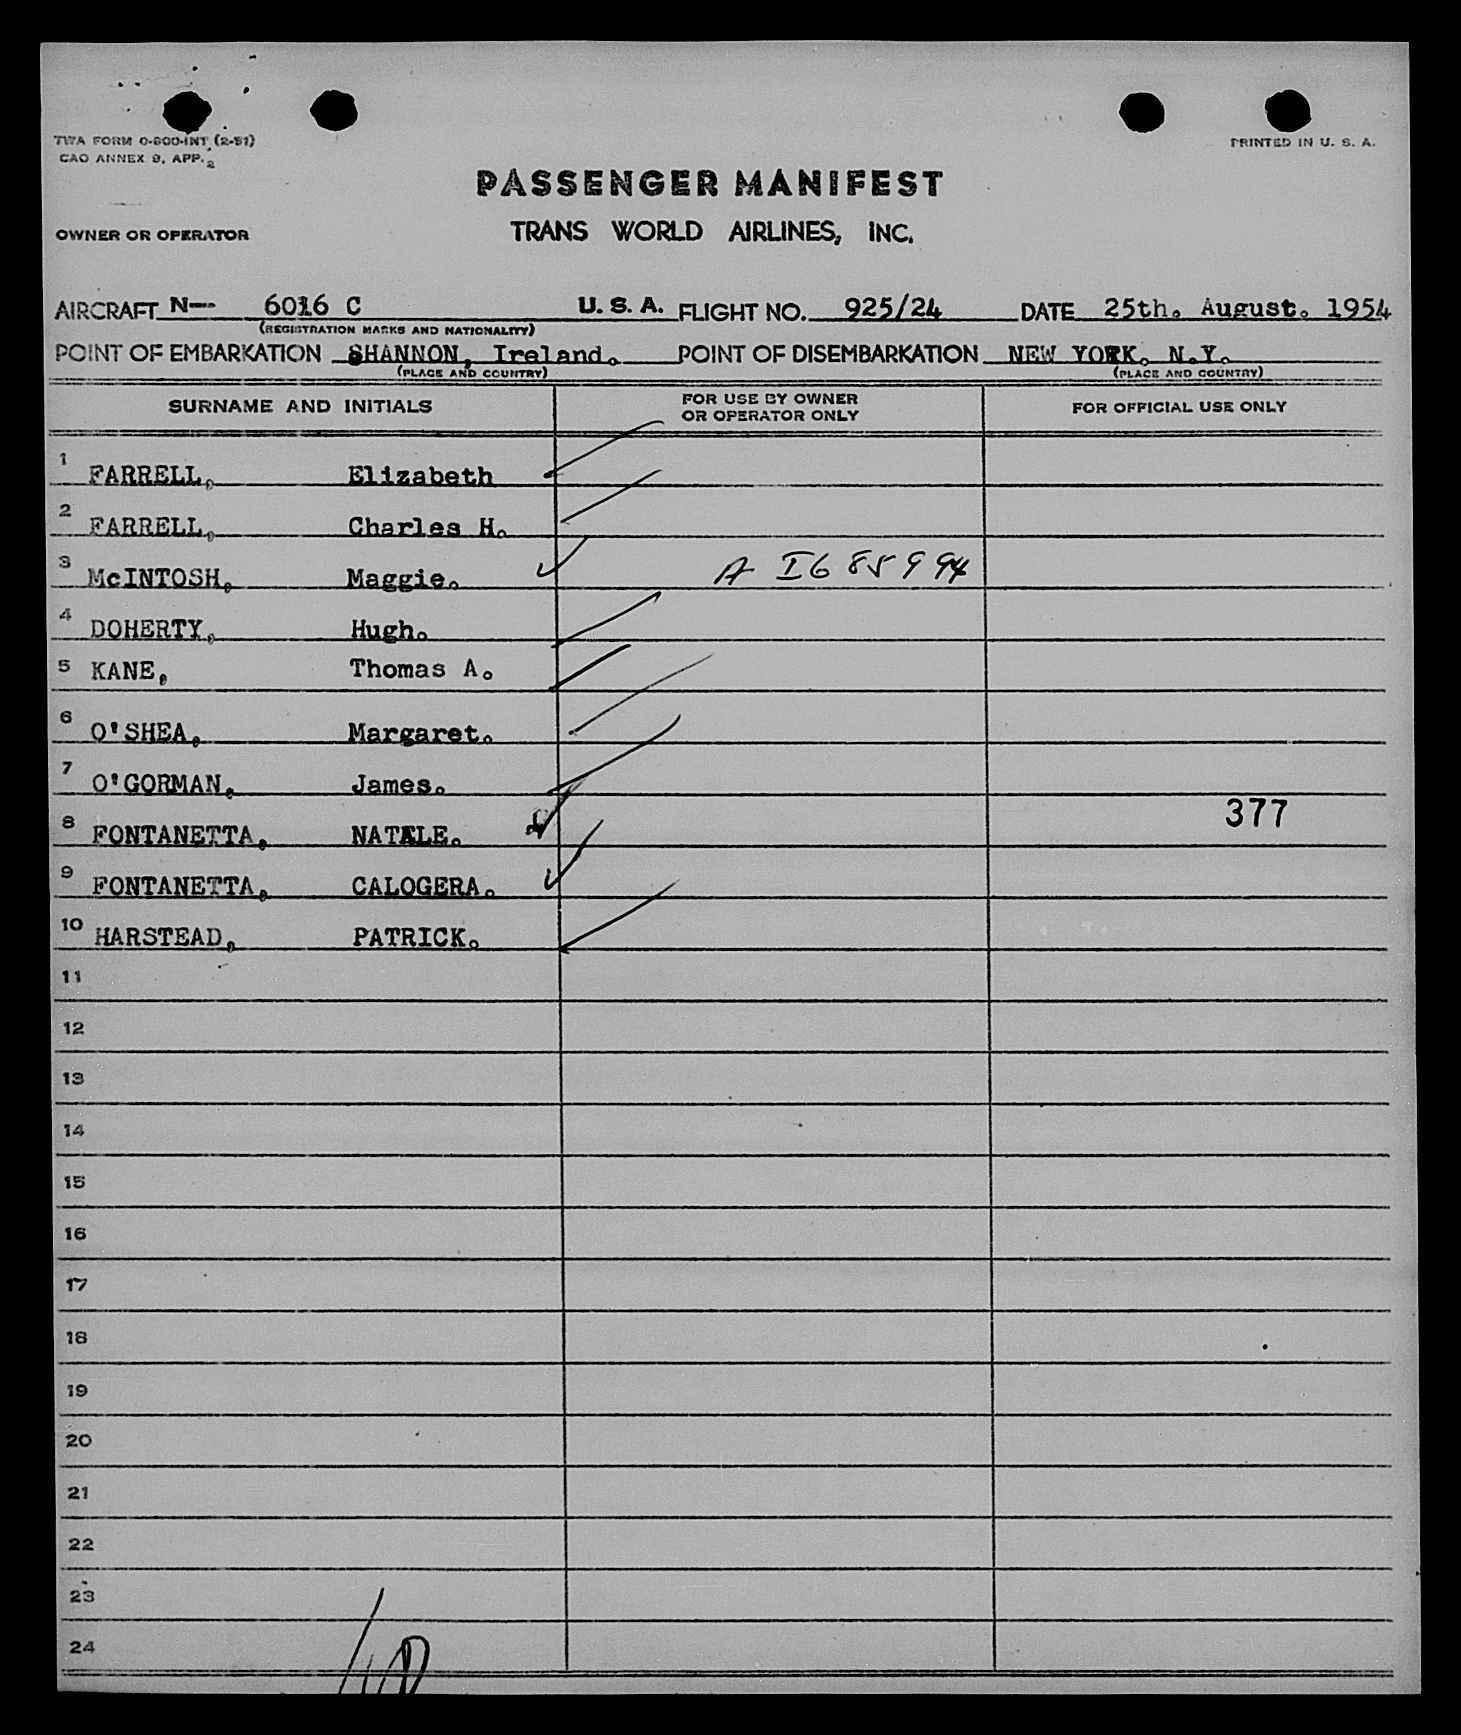 TWA FORM 0-800-INT (2-51)
CAO ANNEX 9, APP. 2
PRINTED IN U. S. A.
PASSENGER MANIFEST
OWNER OR OPERATOR TRANS WORLD AIRLINES, INC.
AIRCRAFT N-- 6016 C U. S. A. FLIGHT NO. 925/24 DATE 25th. August. 1954
(REGISTRATION MARKS AND NATIONALITY)
POINT OF EMBARKATION SHANNON, Ireland. POINT OF DISEMBARKATION NEW YORK. N.Y.
(PLACE AND COUNTRY) (PLACE AND COUNTRY)
SURNAME AND INITIALS FOR USE BY OWNER OR OPERATOR ONLY FOR OFFICIAL USE ONLY
1 FARRELL, Elizabeth
2 FARRELL, Charles H.
3 McINTOSH, Maggie. A I6 85 9 94
4 DOHERTY, Hugh.
5 KANE, Thomas A.
6 O'SHEA, Margaret.
7 O'GORMAN, James.
377
8 FONTANETTA, NATALE.
9 FONTANETTA, CALOGERA.
10 HARSTEAD, PATRICK.
11
12
13
14
15
16
17
18
19
20
21
22
23
24